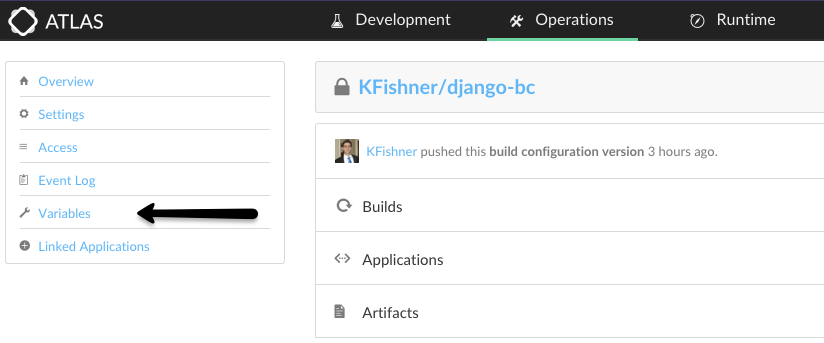 ATLAS
Development
Operations
Runtime
Overview
Settings
Access
Event Log
Variables
Linked Applications
KFishner/django-bc
KFishner pushed this build configuration version 3 hours ago.
Builds
Applications
Artifacts